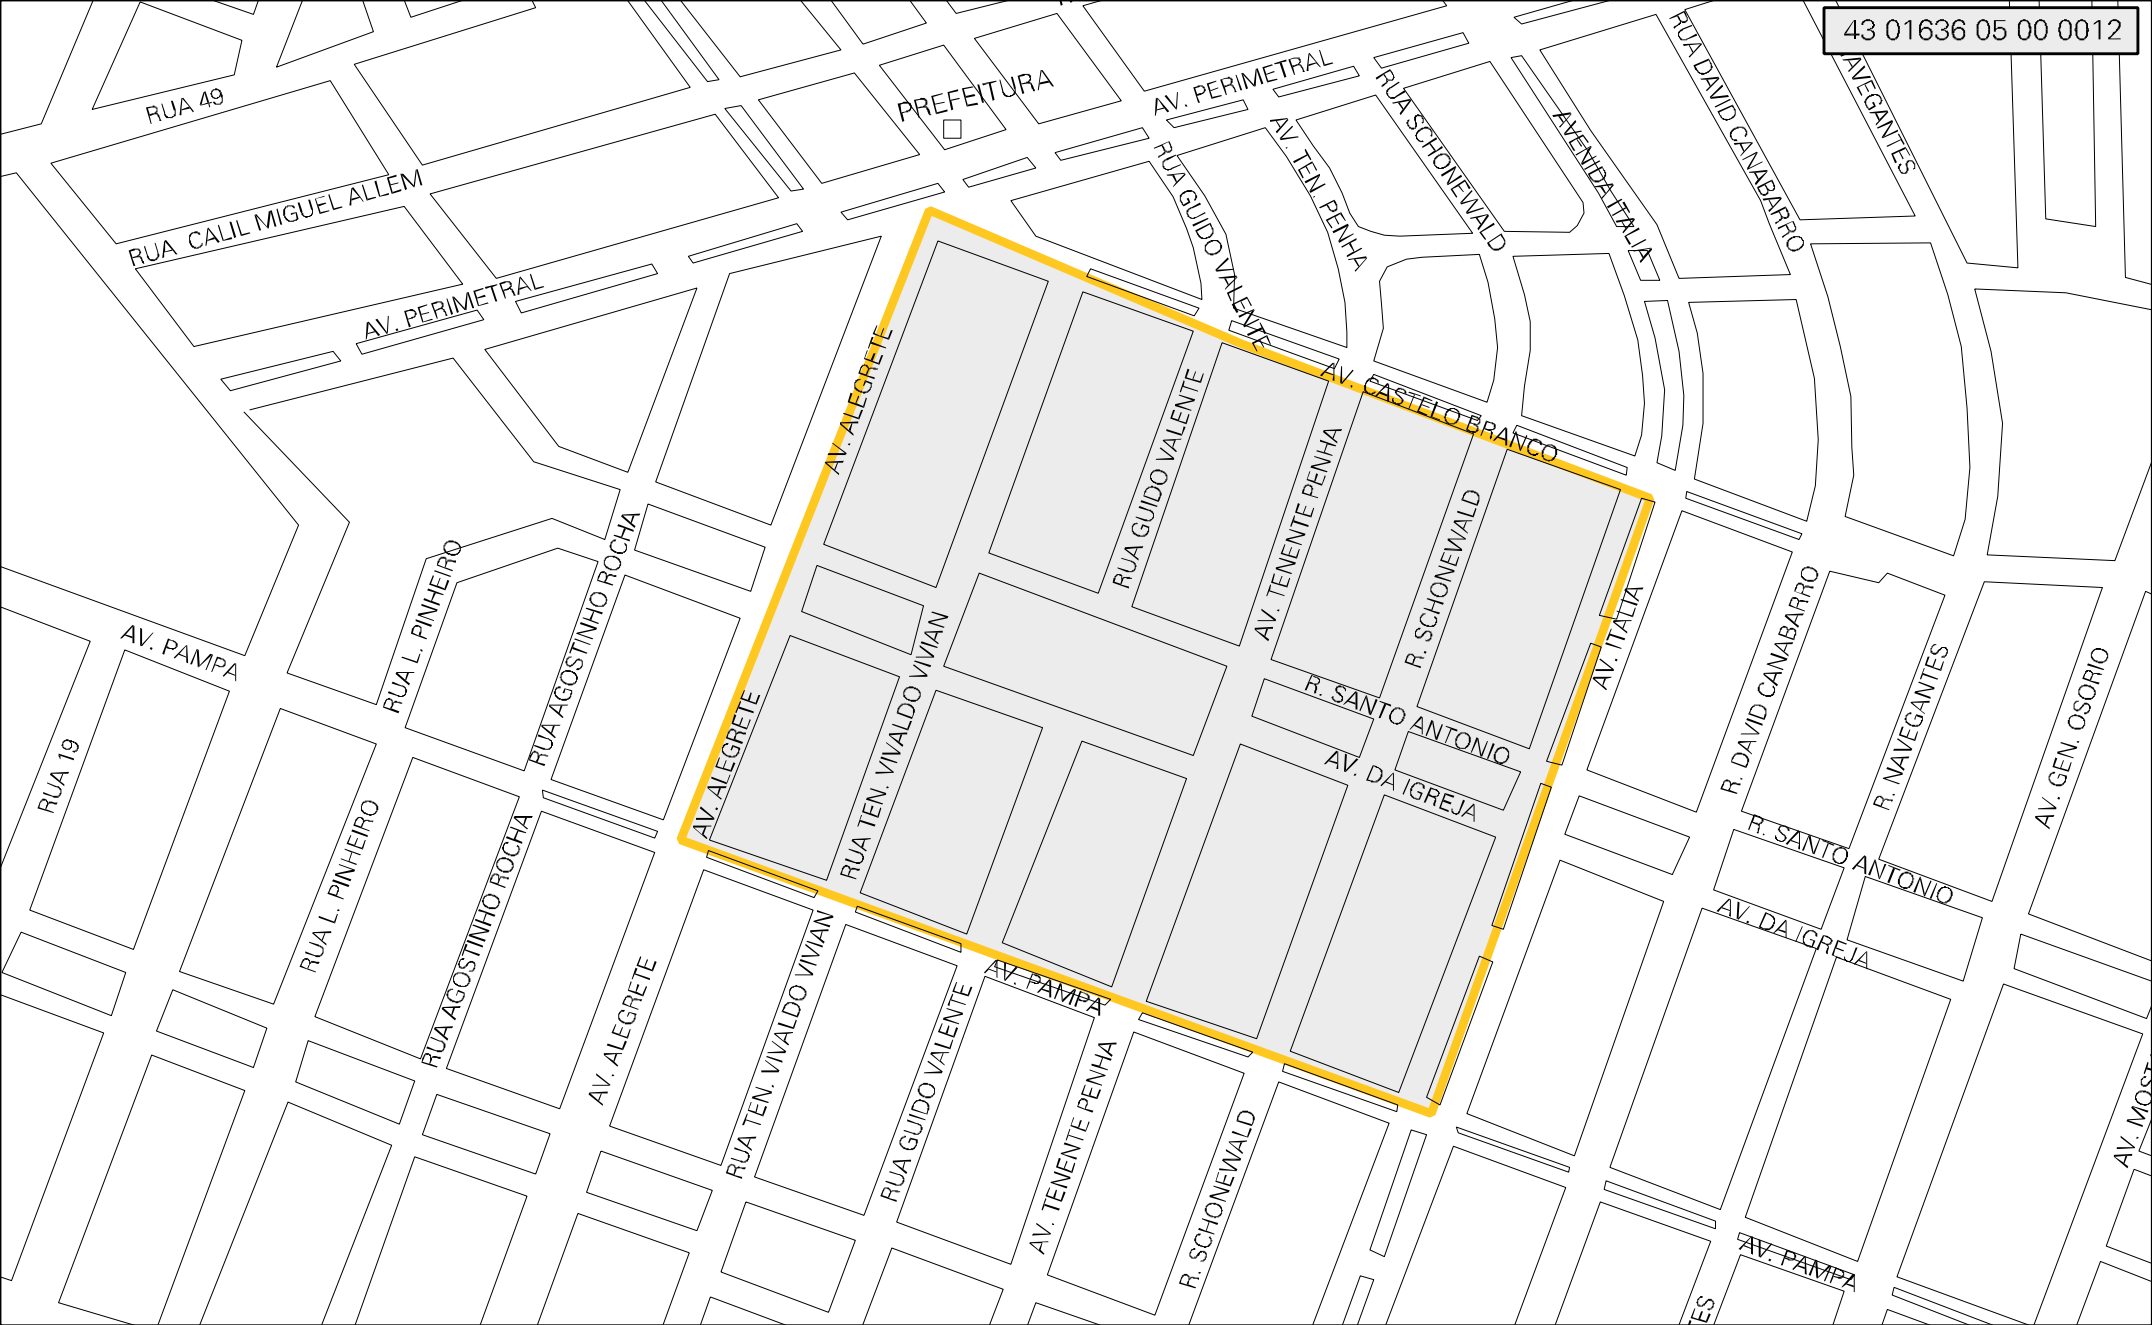 43 01636 05 00 0012
RUA 49
PREFEITURA
AV. PERIMETRAL
RUA SCHONEWALD
RUA DAVID CANABARRO
AVEGANTES
AVENIDA ITALIA
AV. TEN. PENHA
RUA GUIDO VALENTE
RUA CALIL MIGUEL ALLEM
AV. PERIMETRAL
AV. ALEGRETE
RUA GUIDO VALENTE
AV. CASTELO BRANCO
AV. TENENTE PENHA
R. SCHONEWALD
RUA L. PINHEIRO
RUA AGOSTINHO ROCHA
AV. PAMPA
AV. ITALIA
R. DAVID CANABARRO
R. NAVEGANTES
AV. GEN. OSORIO
RUA TEN. VIVALDO VIVIAN
R. SANTO ANTONIO
AV. DA IGREJA
AV. ALEGRETE
RUA 19
RUA L. PINHEIRO
RUA AGOSTINHO ROCHA
R. SANTO ANTONIO
AV. DA IGREJA
AV. PAMPA
AV. ALEGRETE
RUA TEN. VIVALDO VIVIAN
RUA GUIDO VALENTE
AV. TENENTE PENHA
R. SCHONEWALD
AV. MOST
AV. PAMPA
TES